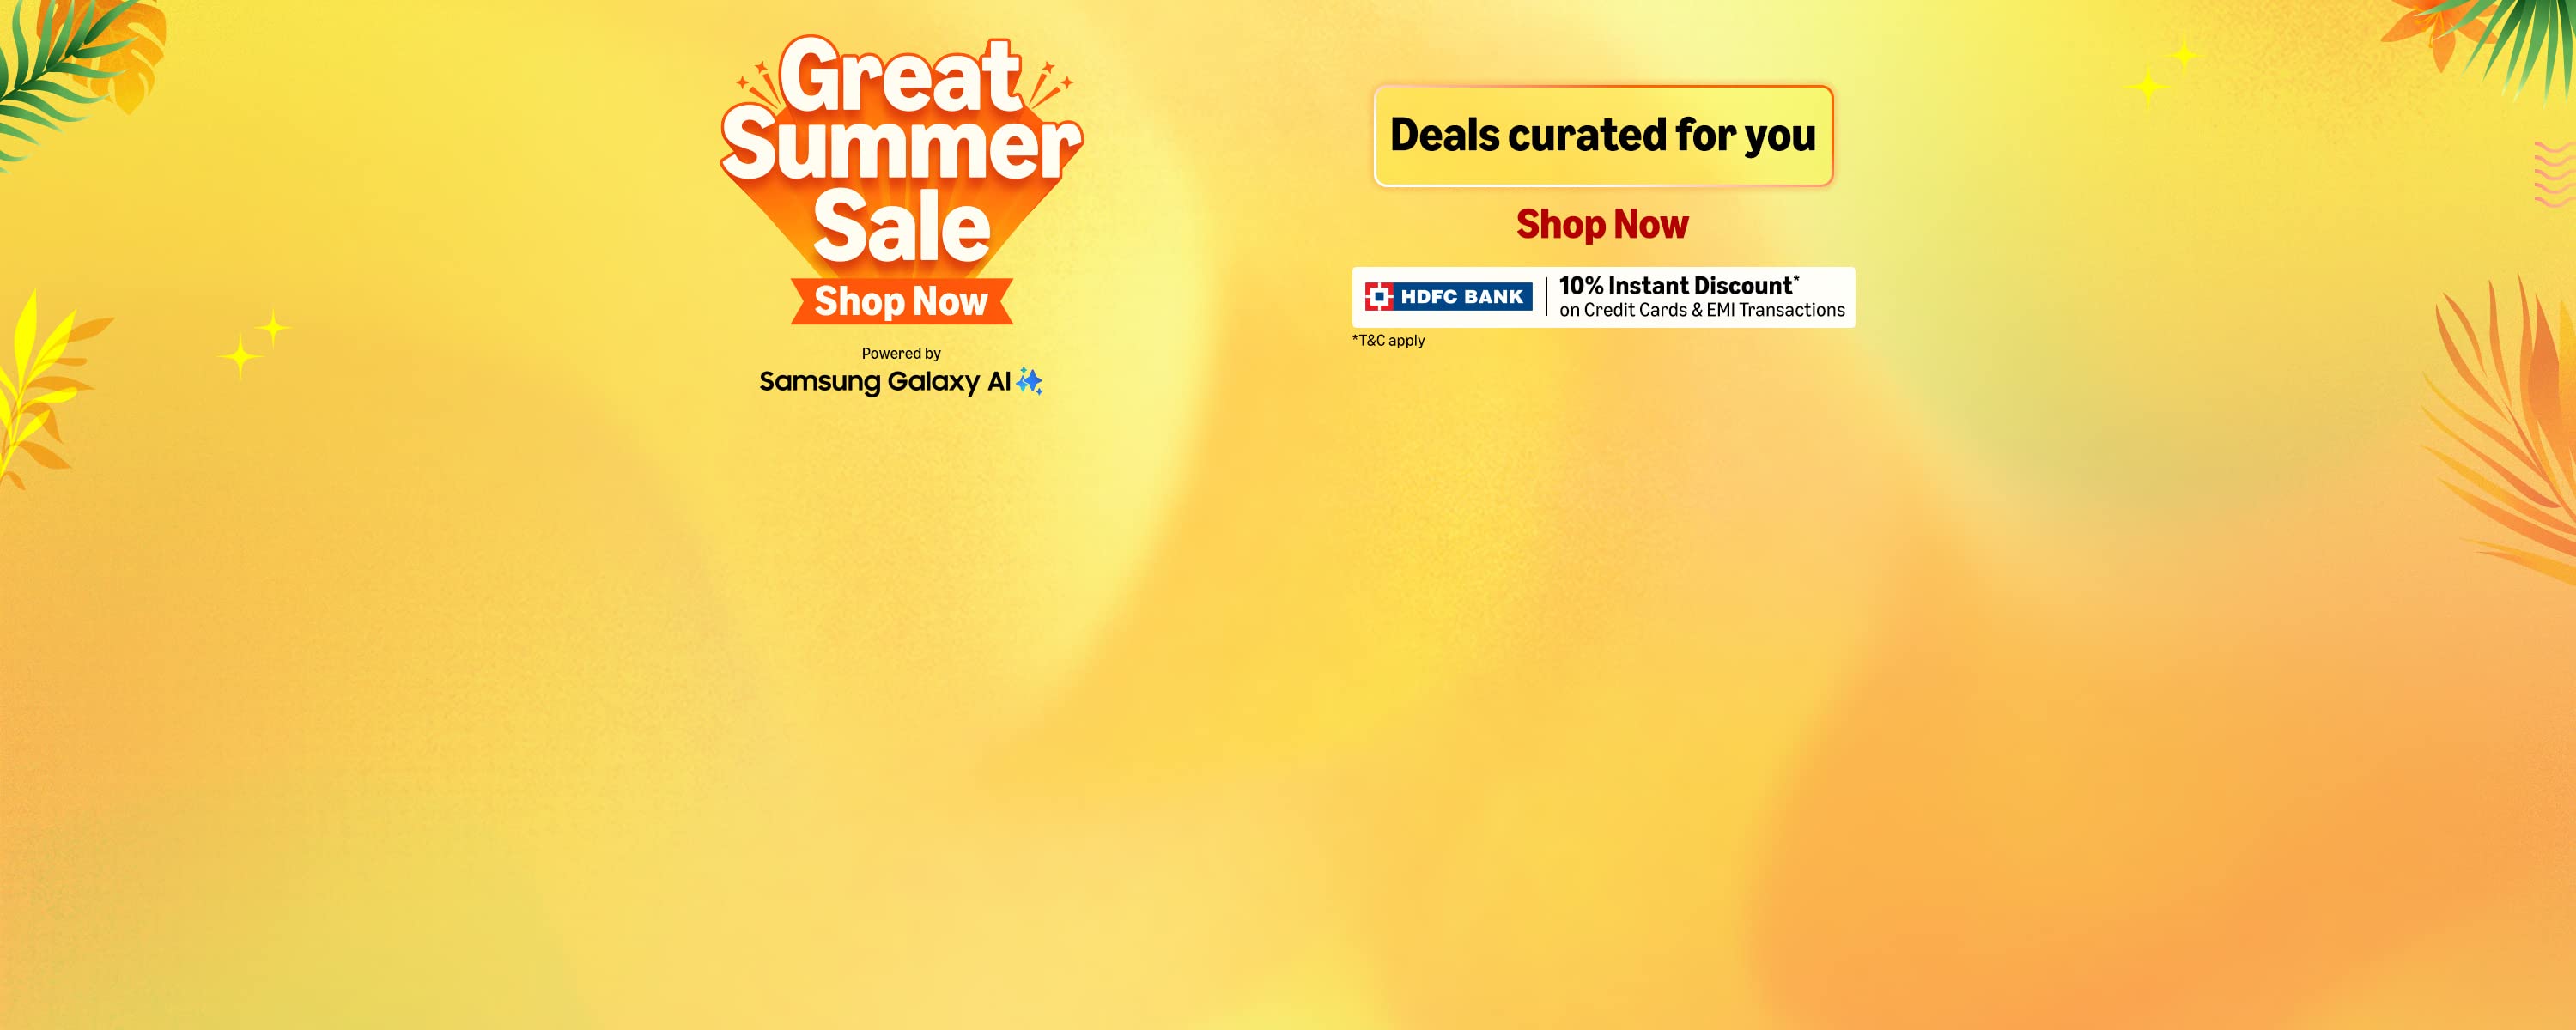 Great
Summer
Sale
Shop Now
Powered by
Samsung Galaxy AI
Deals curated for you
Shop Now
HDFC BANK
10% Instant Discount*
on Credit Cards & EMI Transactions
*T&C apply